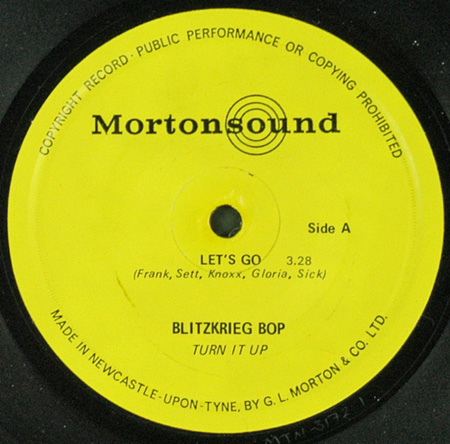 COPYRIGHT RECORD · PUBLIC PERFORMANCE OR COPYING PROHIBITED
Mortonsound
Side A
LET'S GO 3.28
(Frank, Sett, Knoxx, Gloria, Sick)
BLITZKRIEG BOP
TURN IT UP
MADE IN NEWCASTLE-UPON-TYNE, BY G. L. MORTON & CO. LTD.